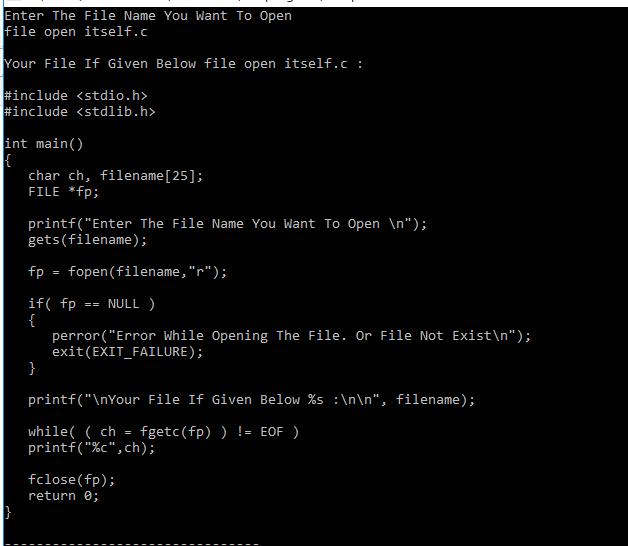 Enter The File Name You Want To Open
file open itself.c

Your File If Given Below file open itself.c :

#include <stdio.h>
#include <stdlib.h>

int main()
{
   char ch, filename[25];
   FILE *fp;

   printf("Enter The File Name You Want To Open \n");
   gets(filename);

   fp = fopen(filename,"r");

   if( fp == NULL )
   {
      perror("Error While Opening The File. Or File Not Exist\n");
      exit(EXIT_FAILURE);
   }

   printf("\nYour File If Given Below %s :\n\n", filename);

   while( ( ch = fgetc(fp) ) != EOF )
   printf("%c",ch);

   fclose(fp);
   return 0;
}

--------------------------------